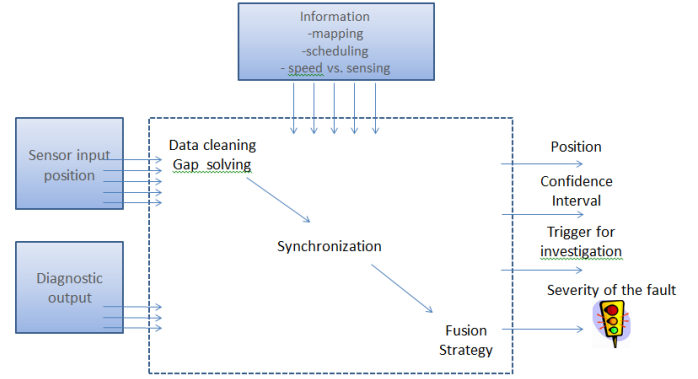 Information
-mapping
-scheduling
- speed vs. sensing
Sensor input
position
Data cleaning
Gap solving
Synchronization
Diagnostic
output
Fusion
Strategy
Position
Confidence
Interval
Trigger for
investigation
Severity of the fault